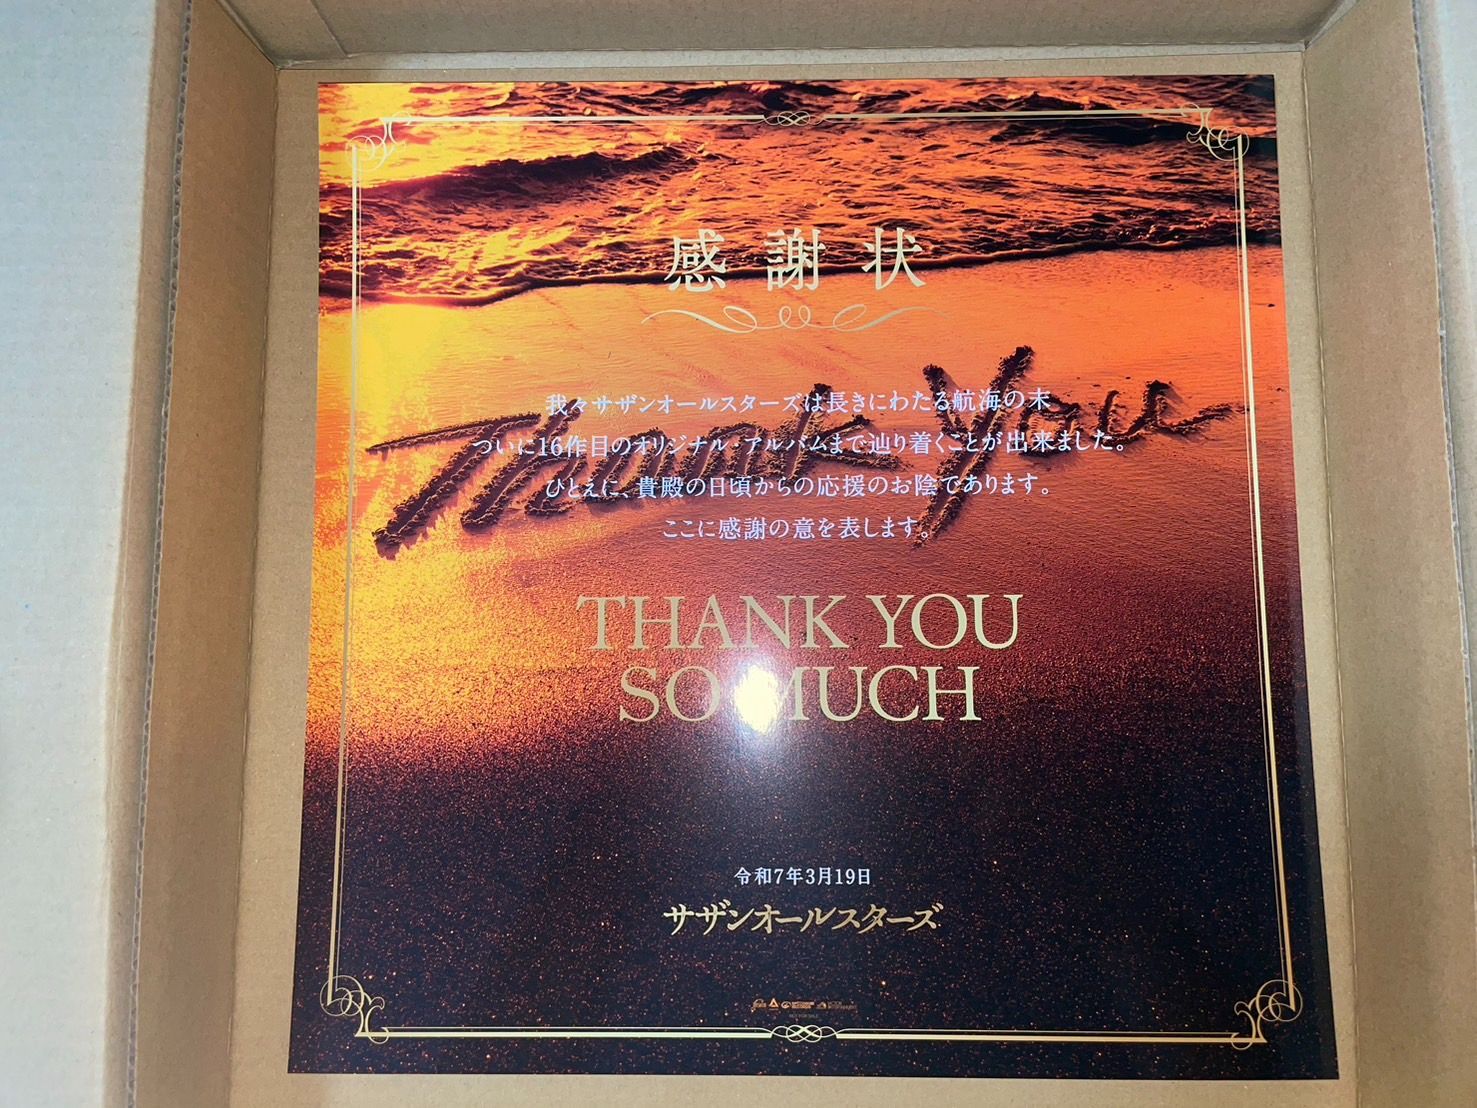 感謝状
Thank You
我々サザンオールスターズは長きにわたる航海の末
ついに16作目のオリジナル・アルバムまで辿り着くことが出来ました。
ひとえに、貴殿の日頃からの応援のお陰であります。
ここに感謝の意を表します。
THANK YOU
SO MUCH
令和7年3月19日
サザンオールスターズ